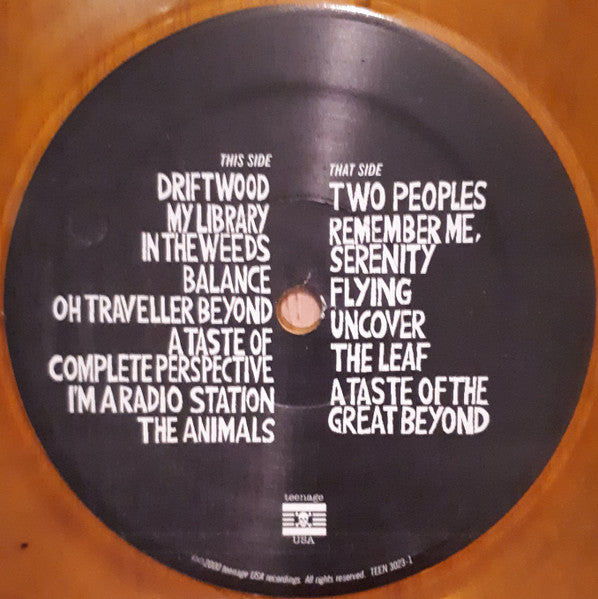 THIS SIDE
DRIFTWOOD
MY LIBRARY
IN THE WEEDS
BALANCE
OH TRAVELLER BEYOND
A TASTE OF
COMPLETE PERSPECTIVE
I'M A RADIO STATION
THE ANIMALS
THAT SIDE
TWO PEOPLES
REMEMBER ME,
SERENITY
FLYING
UNCOVER
THE LEAF
A TASTE OF THE
GREAT BEYOND
teenage
USA
2000 teenage USA recordings. All rights reserved. TEEN 3023-1